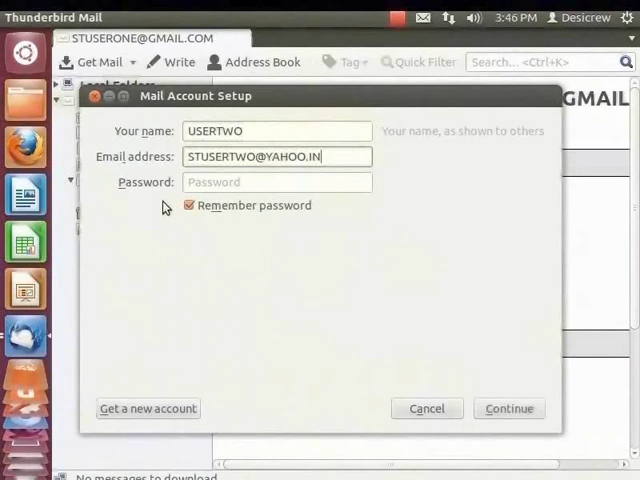 Thunderbird Mail
3:46 PM
Desicrew
STUSERONE@GMAIL.COM
Get Mail
Write
Address Book
Tag
Quick Filter
Search... <Ctrl+K>
Local Folders
Mail Account Setup
GMAIL
Your name:
USERTWO
Your name, as shown to others
Email address:
STUSERTWO@YAHOO.IN
Password:
Password
Remember password
Get a new account
Cancel
Continue
No messages to download